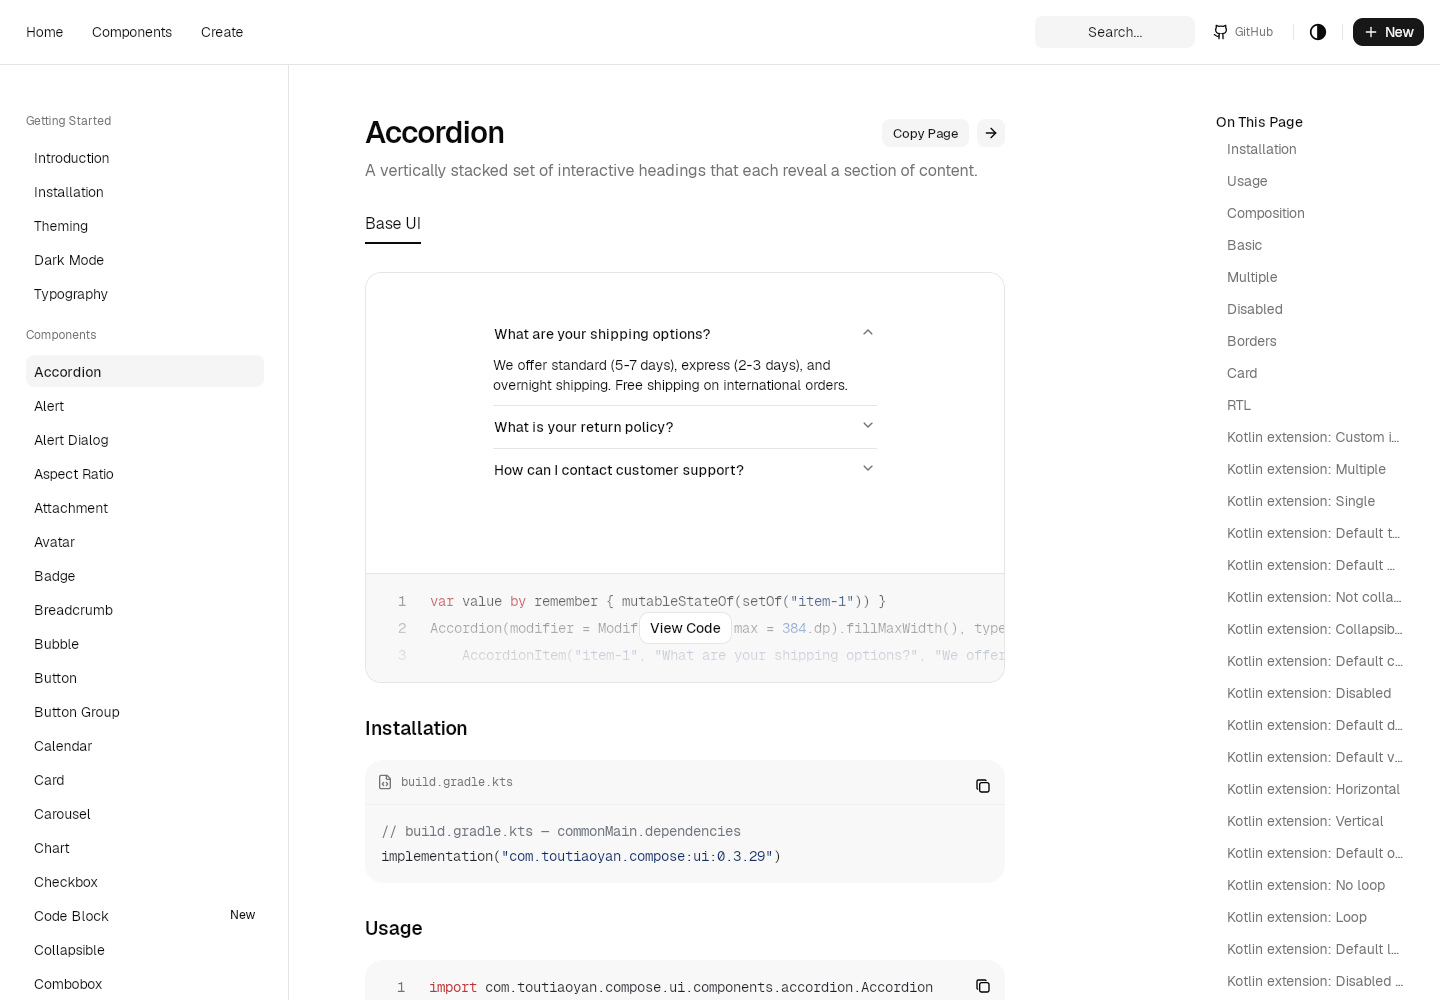 Home
Components
Create
Search...
GitHub
New
Getting Started
Introduction
Installation
Theming
Dark Mode
Typography
Components
Accordion
Alert
Alert Dialog
Aspect Ratio
Attachment
Avatar
Badge
Breadcrumb
Bubble
Button
Button Group
Calendar
Card
Carousel
Chart
Checkbox
Code Block
New
Collapsible
Combobox
Accordion
Copy Page
A vertically stacked set of interactive headings that each reveal a section of content.
Base UI
What are your shipping options?
We offer standard (5-7 days), express (2-3 days), and
overnight shipping. Free shipping on international orders.
What is your return policy?
How can I contact customer support?
1 var value by remember { mutableStateOf(setOf("item-1")) }
2 Accordion(modifier = Modif
View Code
max = 384.dp).fillMaxWidth(), type
3 AccordionItem("item-1", "What are your shipping options?", "We offer
Installation
build.gradle.kts
// build.gradle.kts — commonMain.dependencies
implementation("com.toutiaoyan.compose:ui:0.3.29")
Usage
1 import com.toutiaoyan.compose.ui.components.accordion.Accordion
On This Page
Installation
Usage
Composition
Basic
Multiple
Disabled
Borders
Card
RTL
Kotlin extension: Custom i...
Kotlin extension: Multiple
Kotlin extension: Single
Kotlin extension: Default t...
Kotlin extension: Default ...
Kotlin extension: Not colla...
Kotlin extension: Collapsib...
Kotlin extension: Default c...
Kotlin extension: Disabled
Kotlin extension: Default d...
Kotlin extension: Default v...
Kotlin extension: Horizontal
Kotlin extension: Vertical
Kotlin extension: Default o...
Kotlin extension: No loop
Kotlin extension: Loop
Kotlin extension: Default l...
Kotlin extension: Disabled ...